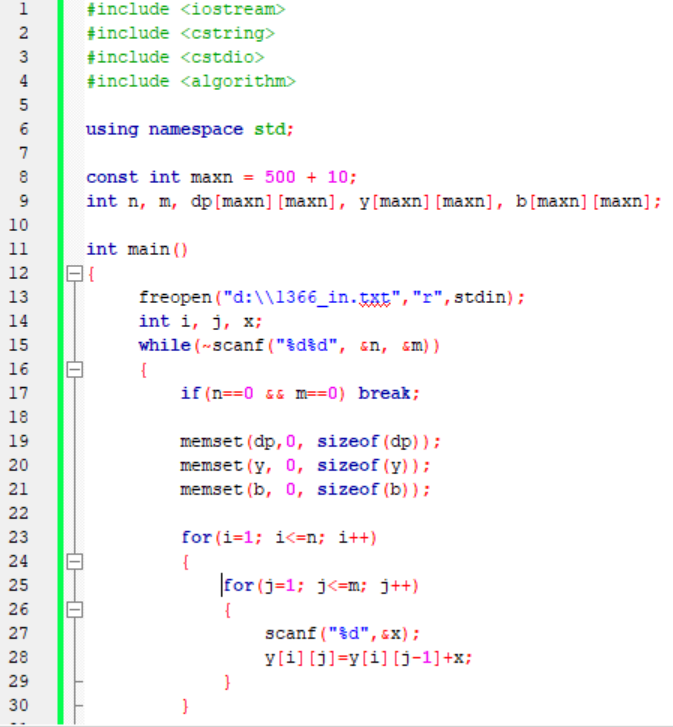 1 #include <iostream>
2 #include <cstring>
3 #include <cstdio>
4 #include <algorithm>
5
6 using namespace std;
7
8 const int maxn = 500 + 10;
9 int n, m, dp[maxn][maxn], y[maxn][maxn], b[maxn][maxn];
10
11 int main()
12 {
13 freopen("d:\\1366_in.txt","r",stdin);
14 int i, j, x;
15 while(~scanf("%d%d", &n, &m))
16 {
17 if(n==0 && m==0) break;
18
19 memset(dp,0, sizeof(dp));
20 memset(y, 0, sizeof(y));
21 memset(b, 0, sizeof(b));
22
23 for(i=1; i<=n; i++)
24 {
25 for(j=1; j<=m; j++)
26 {
27 scanf("%d",&x);
28 y[i][j]=y[i][j-1]+x;
29 }
30 }